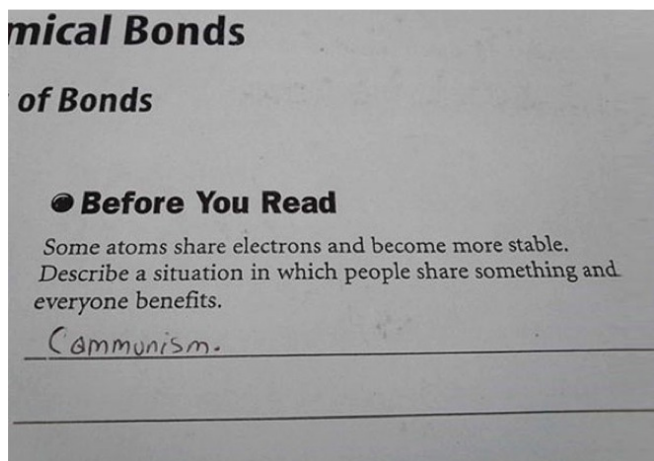 mical Bonds
of Bonds
Before You Read
Some atoms share electrons and become more stable.
Describe a situation in which people share something and
everyone benefits.
Communism.